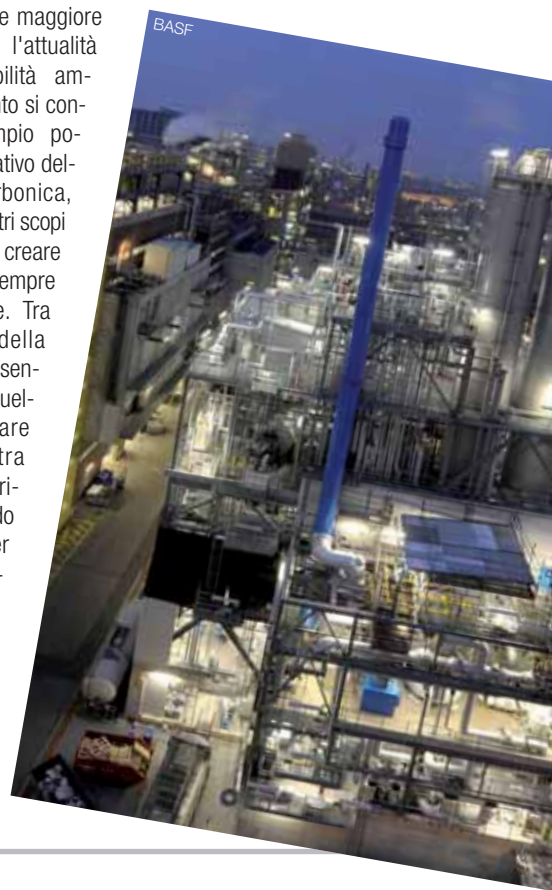 e maggiore
l'attualità
bilità am-
nto si con-
mpio po-
ativo del-
rbonica,
tri scopi
creare
empre
e. Tra
della
sen-
uel-
are
tra
ri-
do
er
-
BASF